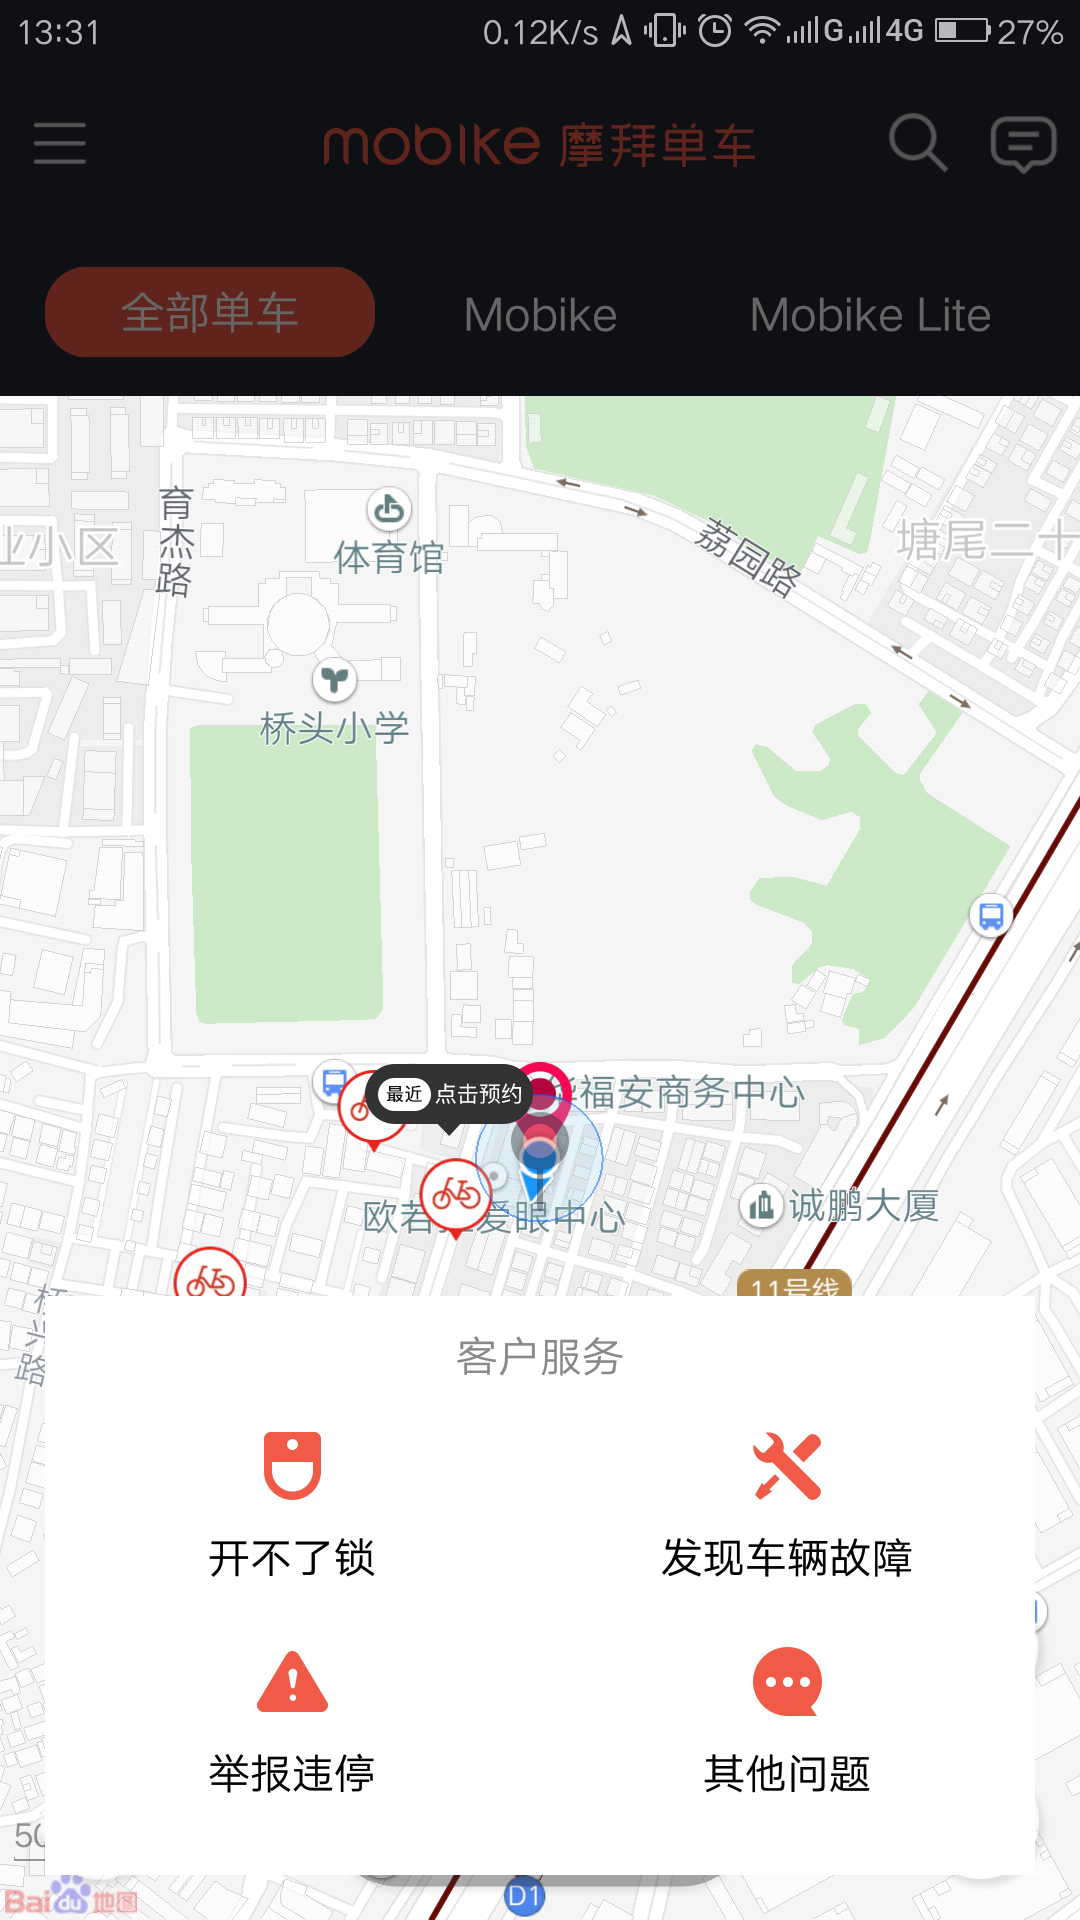 13:31 0.12K/s G 4G 27%
mobike 摩拜单车
全部单车 Mobike Mobike Lite
育杰路
体育馆
荔园路
业小区
塘尾二十
桥头小学
最近 点击预约
福安商务中心
欧若 爱眼中心
诚鹏大厦
11号线
路
客户服务
开不了锁 发现车辆故障
举报违停 其他问题
Baidu地图
D1